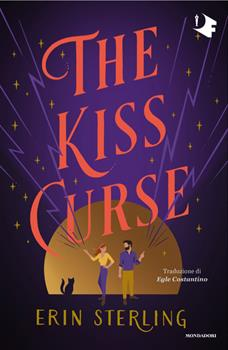 THE
KISS
CURSE
Traduzione di
Egle Costantino
ERIN STERLING
MONDADORI